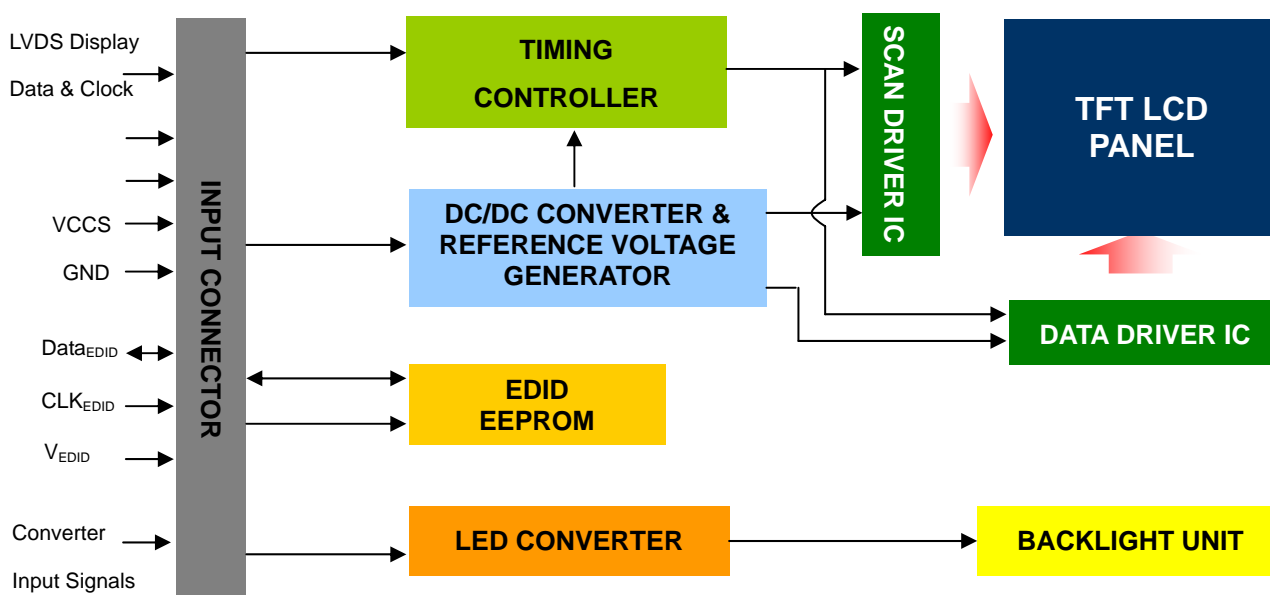 LVDS Display
Data & Clock
VCCS
GND
DataEDID
CLKEDID
VEDID
Converter
Input Signals
INPUT CONNECTOR
TIMING
CONTROLLER
DC/DC CONVERTER &
REFERENCE VOLTAGE
GENERATOR
EDID
EEPROM
LED CONVERTER
SCAN DRIVER IC
TFT LCD
PANEL
DATA DRIVER IC
BACKLIGHT UNIT